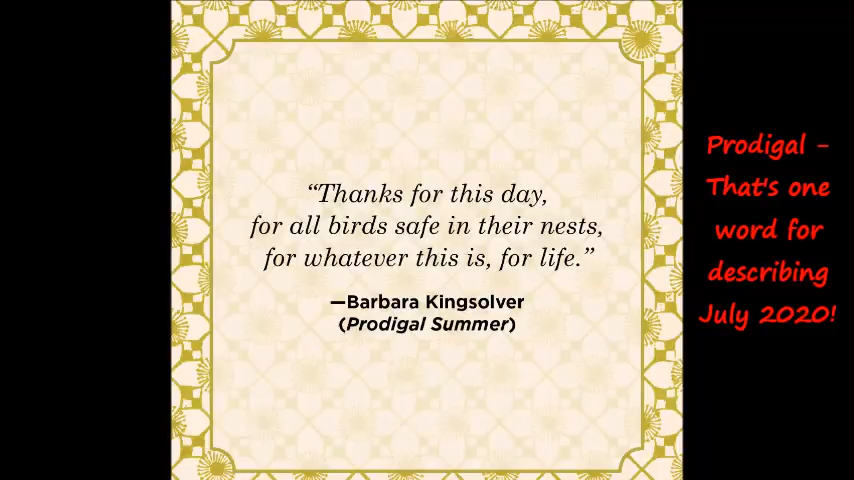 “Thanks for this day,
for all birds safe in their nests,
for whatever this is, for life.”
—Barbara Kingsolver
(Prodigal Summer)
Prodigal –
That's one
word for
describing
July 2020!